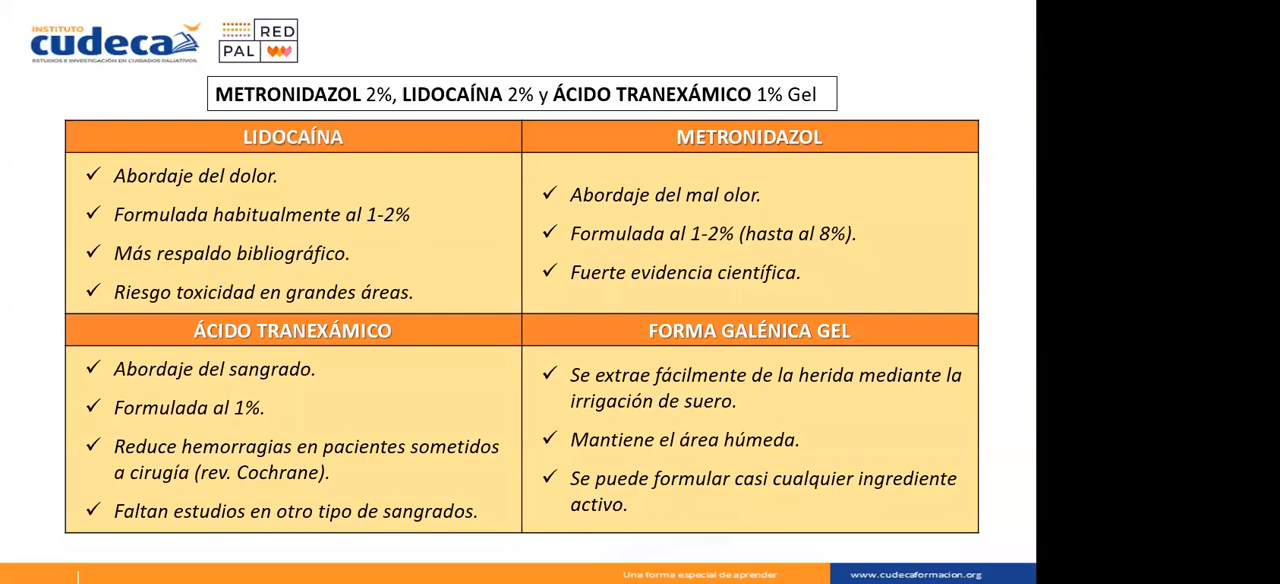 INSTITUTO
cudeca
ESTUDIOS E INVESTIGACIÓN EN CUIDADOS PALIATIVOS
RED
PAL
METRONIDAZOL 2%, LIDOCAÍNA 2% y ÁCIDO TRANEXÁMICO 1% Gel
LIDOCAÍNA
✓ Abordaje del dolor.
✓ Formulada habitualmente al 1-2%
✓ Más respaldo bibliográfico.
✓ Riesgo toxicidad en grandes áreas.
METRONIDAZOL
✓ Abordaje del mal olor.
✓ Formulada al 1-2% (hasta al 8%).
✓ Fuerte evidencia científica.
ÁCIDO TRANEXÁMICO
✓ Abordaje del sangrado.
✓ Formulada al 1%.
✓ Reduce hemorragias en pacientes sometidos
a cirugía (rev. Cochrane).
✓ Faltan estudios en otro tipo de sangrados.
FORMA GALÉNICA GEL
✓ Se extrae fácilmente de la herida mediante la
irrigación de suero.
✓ Mantiene el área húmeda.
✓ Se puede formular casi cualquier ingrediente
activo.
Una forma especial de aprender
www.cudecaformacion.org